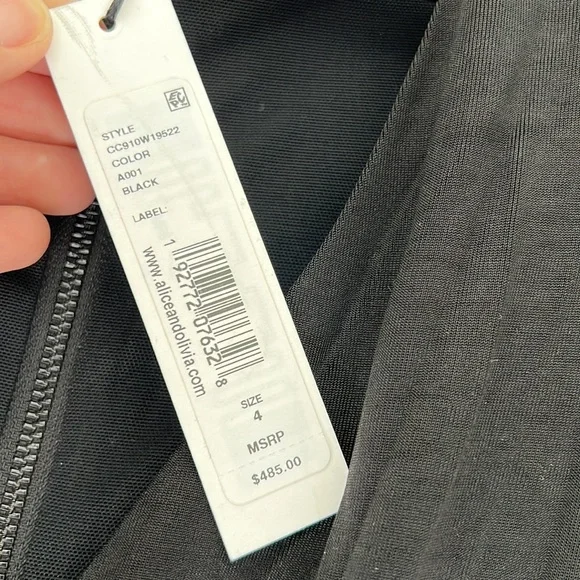 STYLE
CC910W19522
COLOR
A001
BLACK
LABEL:
1 92772 07632 8
www.aliceandolivia.com
SIZE
4
MSRP
$485.00